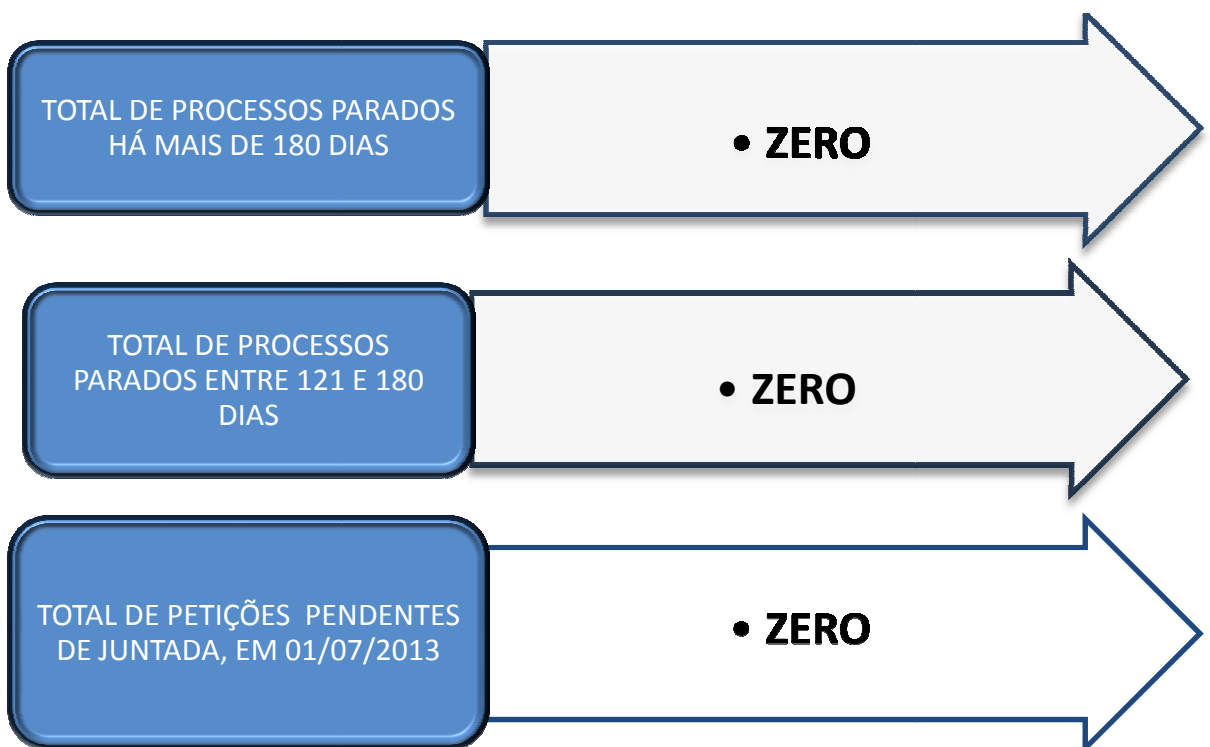 TOTAL DE PROCESSOS PARADOS
HÁ MAIS DE 180 DIAS
• ZERO
TOTAL DE PROCESSOS
PARADOS ENTRE 121 E 180
DIAS
• ZERO
TOTAL DE PETIÇÕES  PENDENTES
DE JUNTADA, EM 01/07/2013
• ZERO